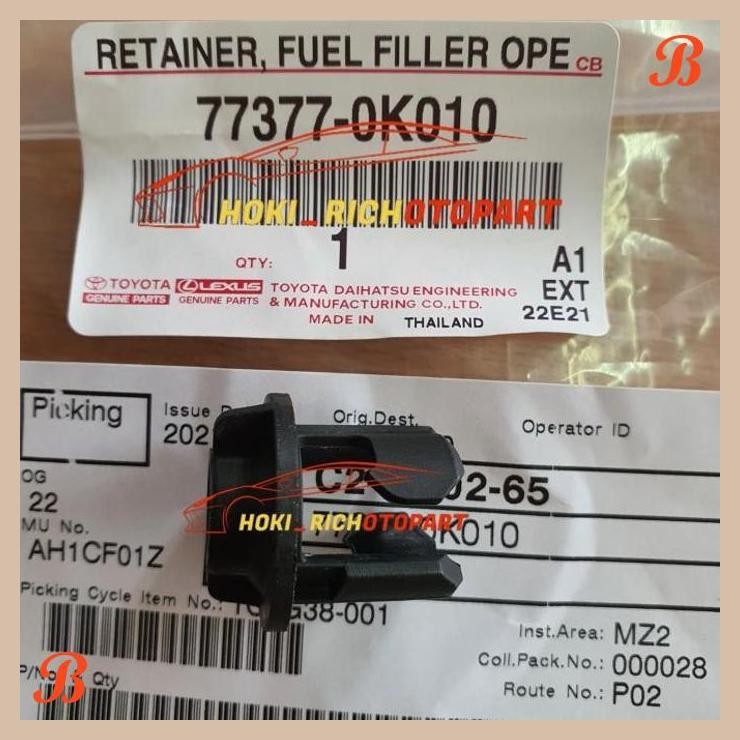 B
RETAINER, FUEL FILLER OPE CB
77377-0K010
HOKI_RICHOTOPART
QTY: 1
A1
EXT
22E21
TOYOTA LEXUS
GENUINE PARTS GENUINE PARTS
TOYOTA DAIHATSU ENGINEERING
& MANUFACTURING CO.,LTD.
MADE IN THAILAND
Picking
Issue
202
Orig.Dest.
Operator ID
OG
22
MU No.
AH1CF01Z
2-65
HOKI_RICHOTOPART
K010
Picking Cycle Item No.: G38-001
Inst.Area: MZ2
Coll.Pack.No.: 000028
Route No.: P02
P/No. Qty
B